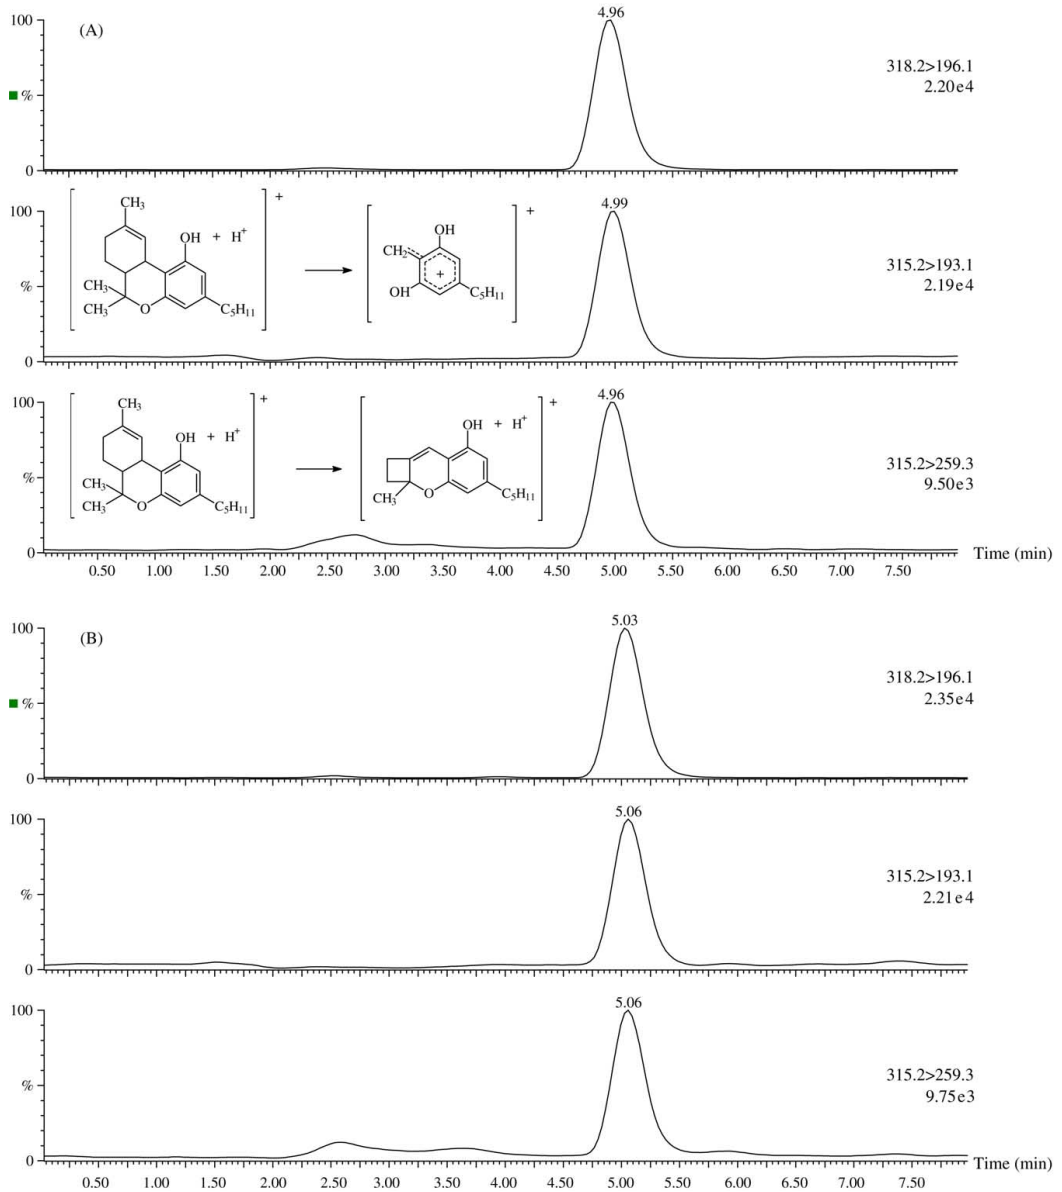 (A)
100
%
0
4.96
318.2>196.1
2.20e4
100
%
0
4.99
315.2>193.1
2.19e4
CH₃
OH + H⁺
CH₃
CH₃
O
C₅H₁₁
+
CH₂
OH
+
OH
C₅H₁₁
+
100
%
0
4.96
315.2>259.3
9.50e3
CH₃
OH + H⁺
CH₃
CH₃
O
C₅H₁₁
+
OH + H⁺
CH₃
O
C₅H₁₁
+
Time (min)
0.50 1.00 1.50 2.00 2.50 3.00 3.50 4.00 4.50 5.00 5.50 6.00 6.50 7.00 7.50
(B)
100
%
0
5.03
318.2>196.1
2.35e4
100
%
0
5.06
315.2>193.1
2.21e4
100
%
0
5.06
315.2>259.3
9.75e3
Time (min)
0.50 1.00 1.50 2.00 2.50 3.00 3.50 4.00 4.50 5.00 5.50 6.00 6.50 7.00 7.50